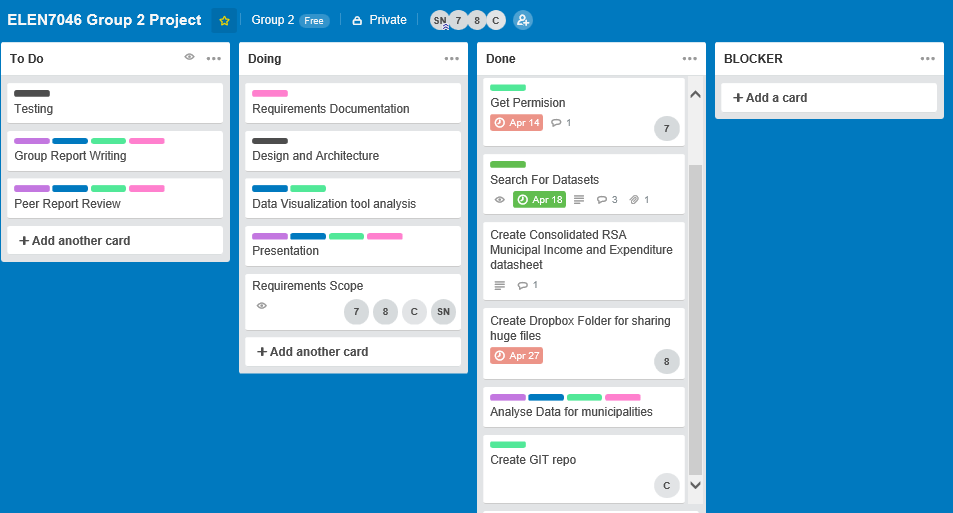 ELEN7046 Group 2 Project
Group 2 Free
Private
SN 7 8 C
To Do
Testing
Group Report Writing
Peer Report Review
+ Add another card
Doing
Requirements Documentation
Design and Architecture
Data Visualization tool analysis
Presentation
Requirements Scope
7 8 C SN
+ Add another card
Done
Get Permision
Apr 14 1
7
Search For Datasets
Apr 18 3 1
Create Consolidated RSA
Municipal Income and Expenditure
datasheet
1
Create Dropbox Folder for sharing
huge files
Apr 27
8
Analyse Data for municipalities
Create GIT repo
C
BLOCKER
+ Add a card